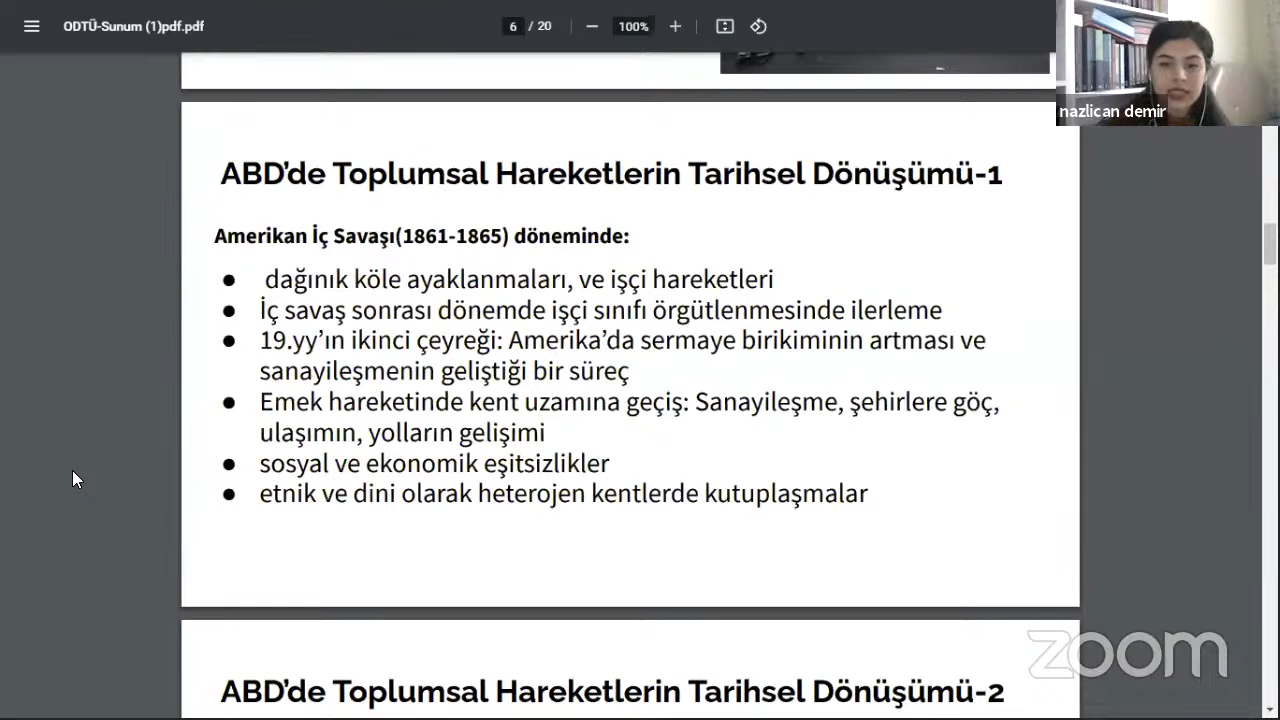 ODTÜ-Sunum (1)pdf.pdf
6 / 20
100%
nazlican demir
ABD’de Toplumsal Hareketlerin Tarihsel Dönüşümü-1
Amerikan İç Savaşı(1861-1865) döneminde:
● dağınık köle ayaklanmaları, ve işçi hareketleri
● İç savaş sonrası dönemde işçi sınıfı örgütlenmesinde ilerleme
● 19.yy’ın ikinci çeyreği: Amerika’da sermaye birikiminin artması ve
sanayileşmenin geliştiği bir süreç
● Emek hareketinde kent uzamına geçiş: Sanayileşme, şehirlere göç,
ulaşımın, yolların gelişimi
● sosyal ve ekonomik eşitsizlikler
● etnik ve dini olarak heterojen kentlerde kutuplaşmalar
zoom
ABD’de Toplumsal Hareketlerin Tarihsel Dönüşümü-2